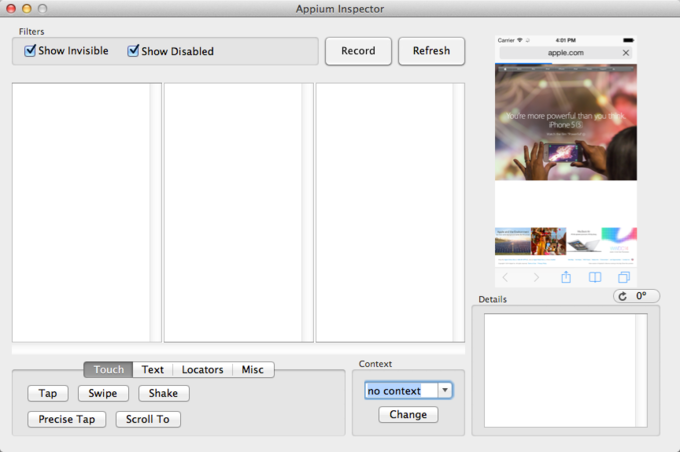 Appium Inspector
Filters
Show Invisible
Show Disabled
Record
Refresh
Carrier
4:01 PM
apple.com
You're more powerful than you think.
iPhone 5s
Details
0°
Touch
Text
Locators
Misc
Tap
Swipe
Shake
Precise Tap
Scroll To
Context
no context
Change